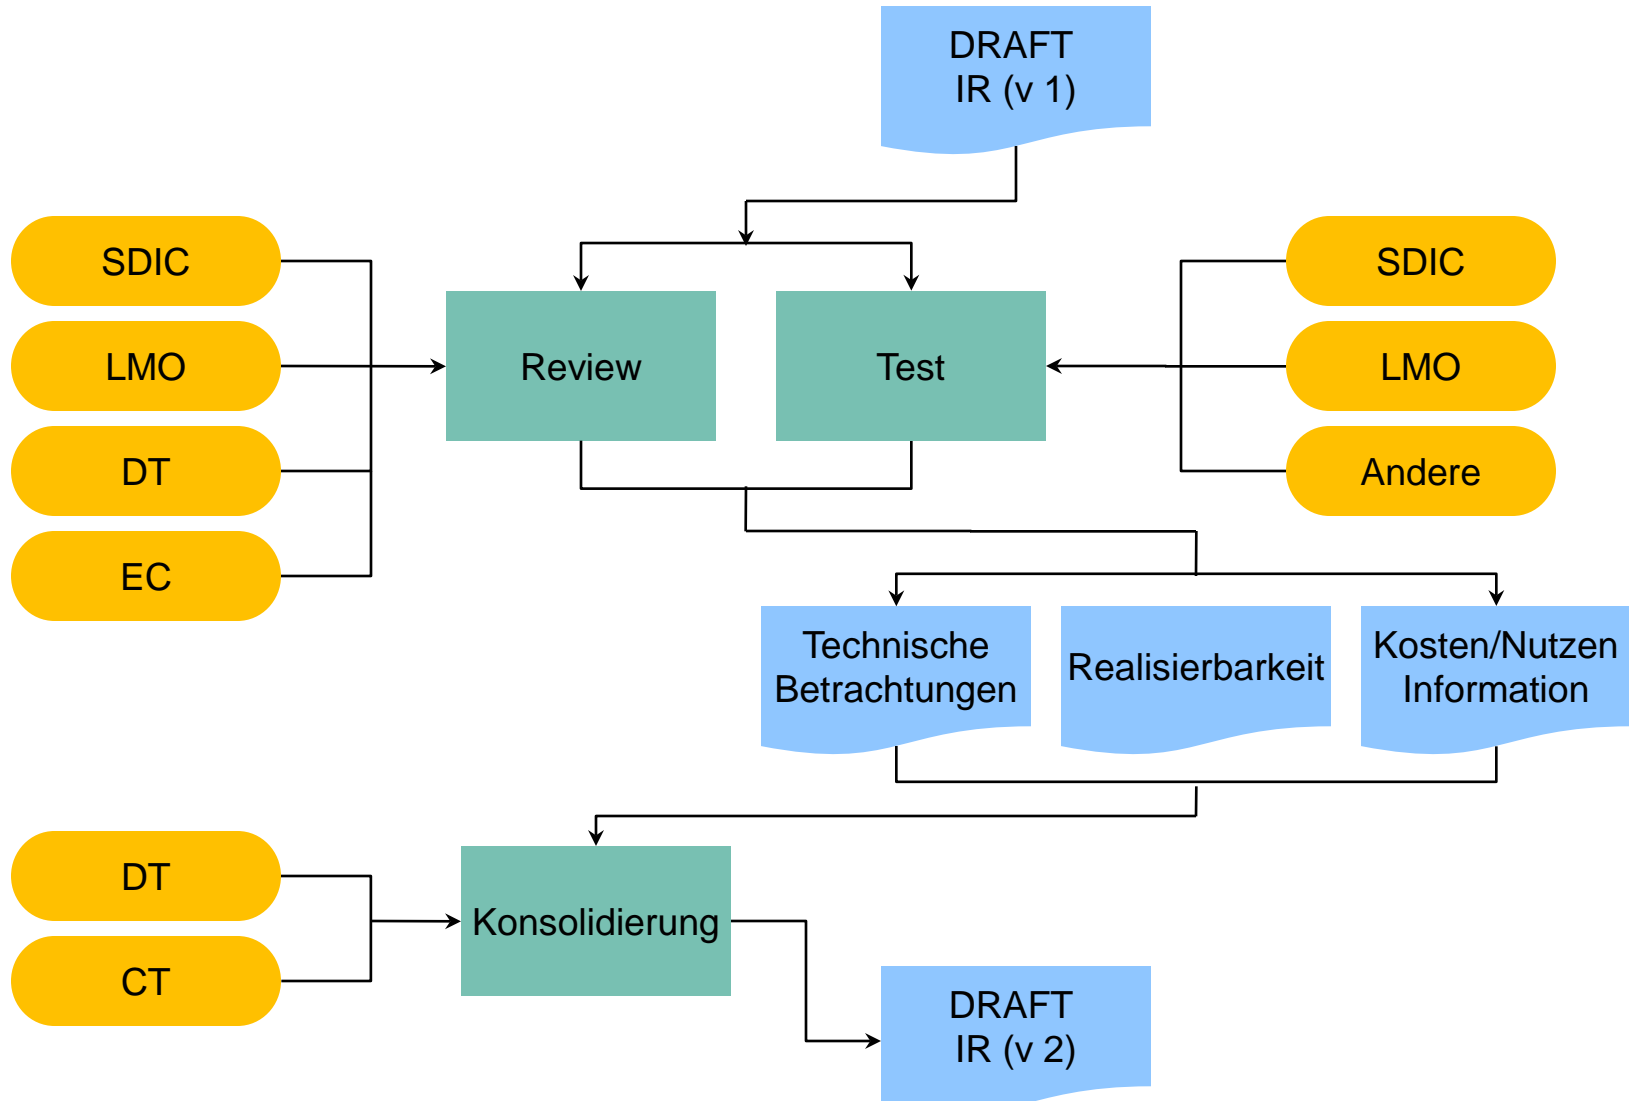 DRAFT
IR (v 1)
SDIC
LMO
DT
EC
Review
Test
SDIC
LMO
Andere
Technische
Betrachtungen
Realisierbarkeit
Kosten/Nutzen
Information
DT
CT
Konsolidierung
DRAFT
IR (v 2)